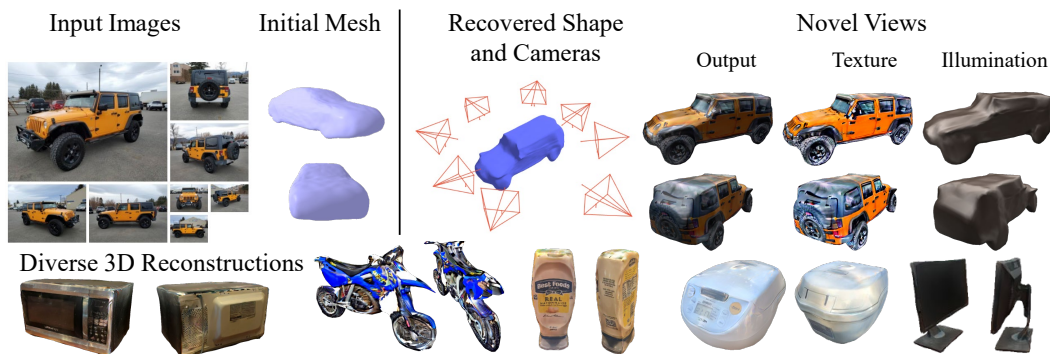 Input Images
Initial Mesh
Recovered Shape
and Cameras
Novel Views
Output
Texture
Illumination
Diverse 3D Reconstructions
Best Foods
REAL